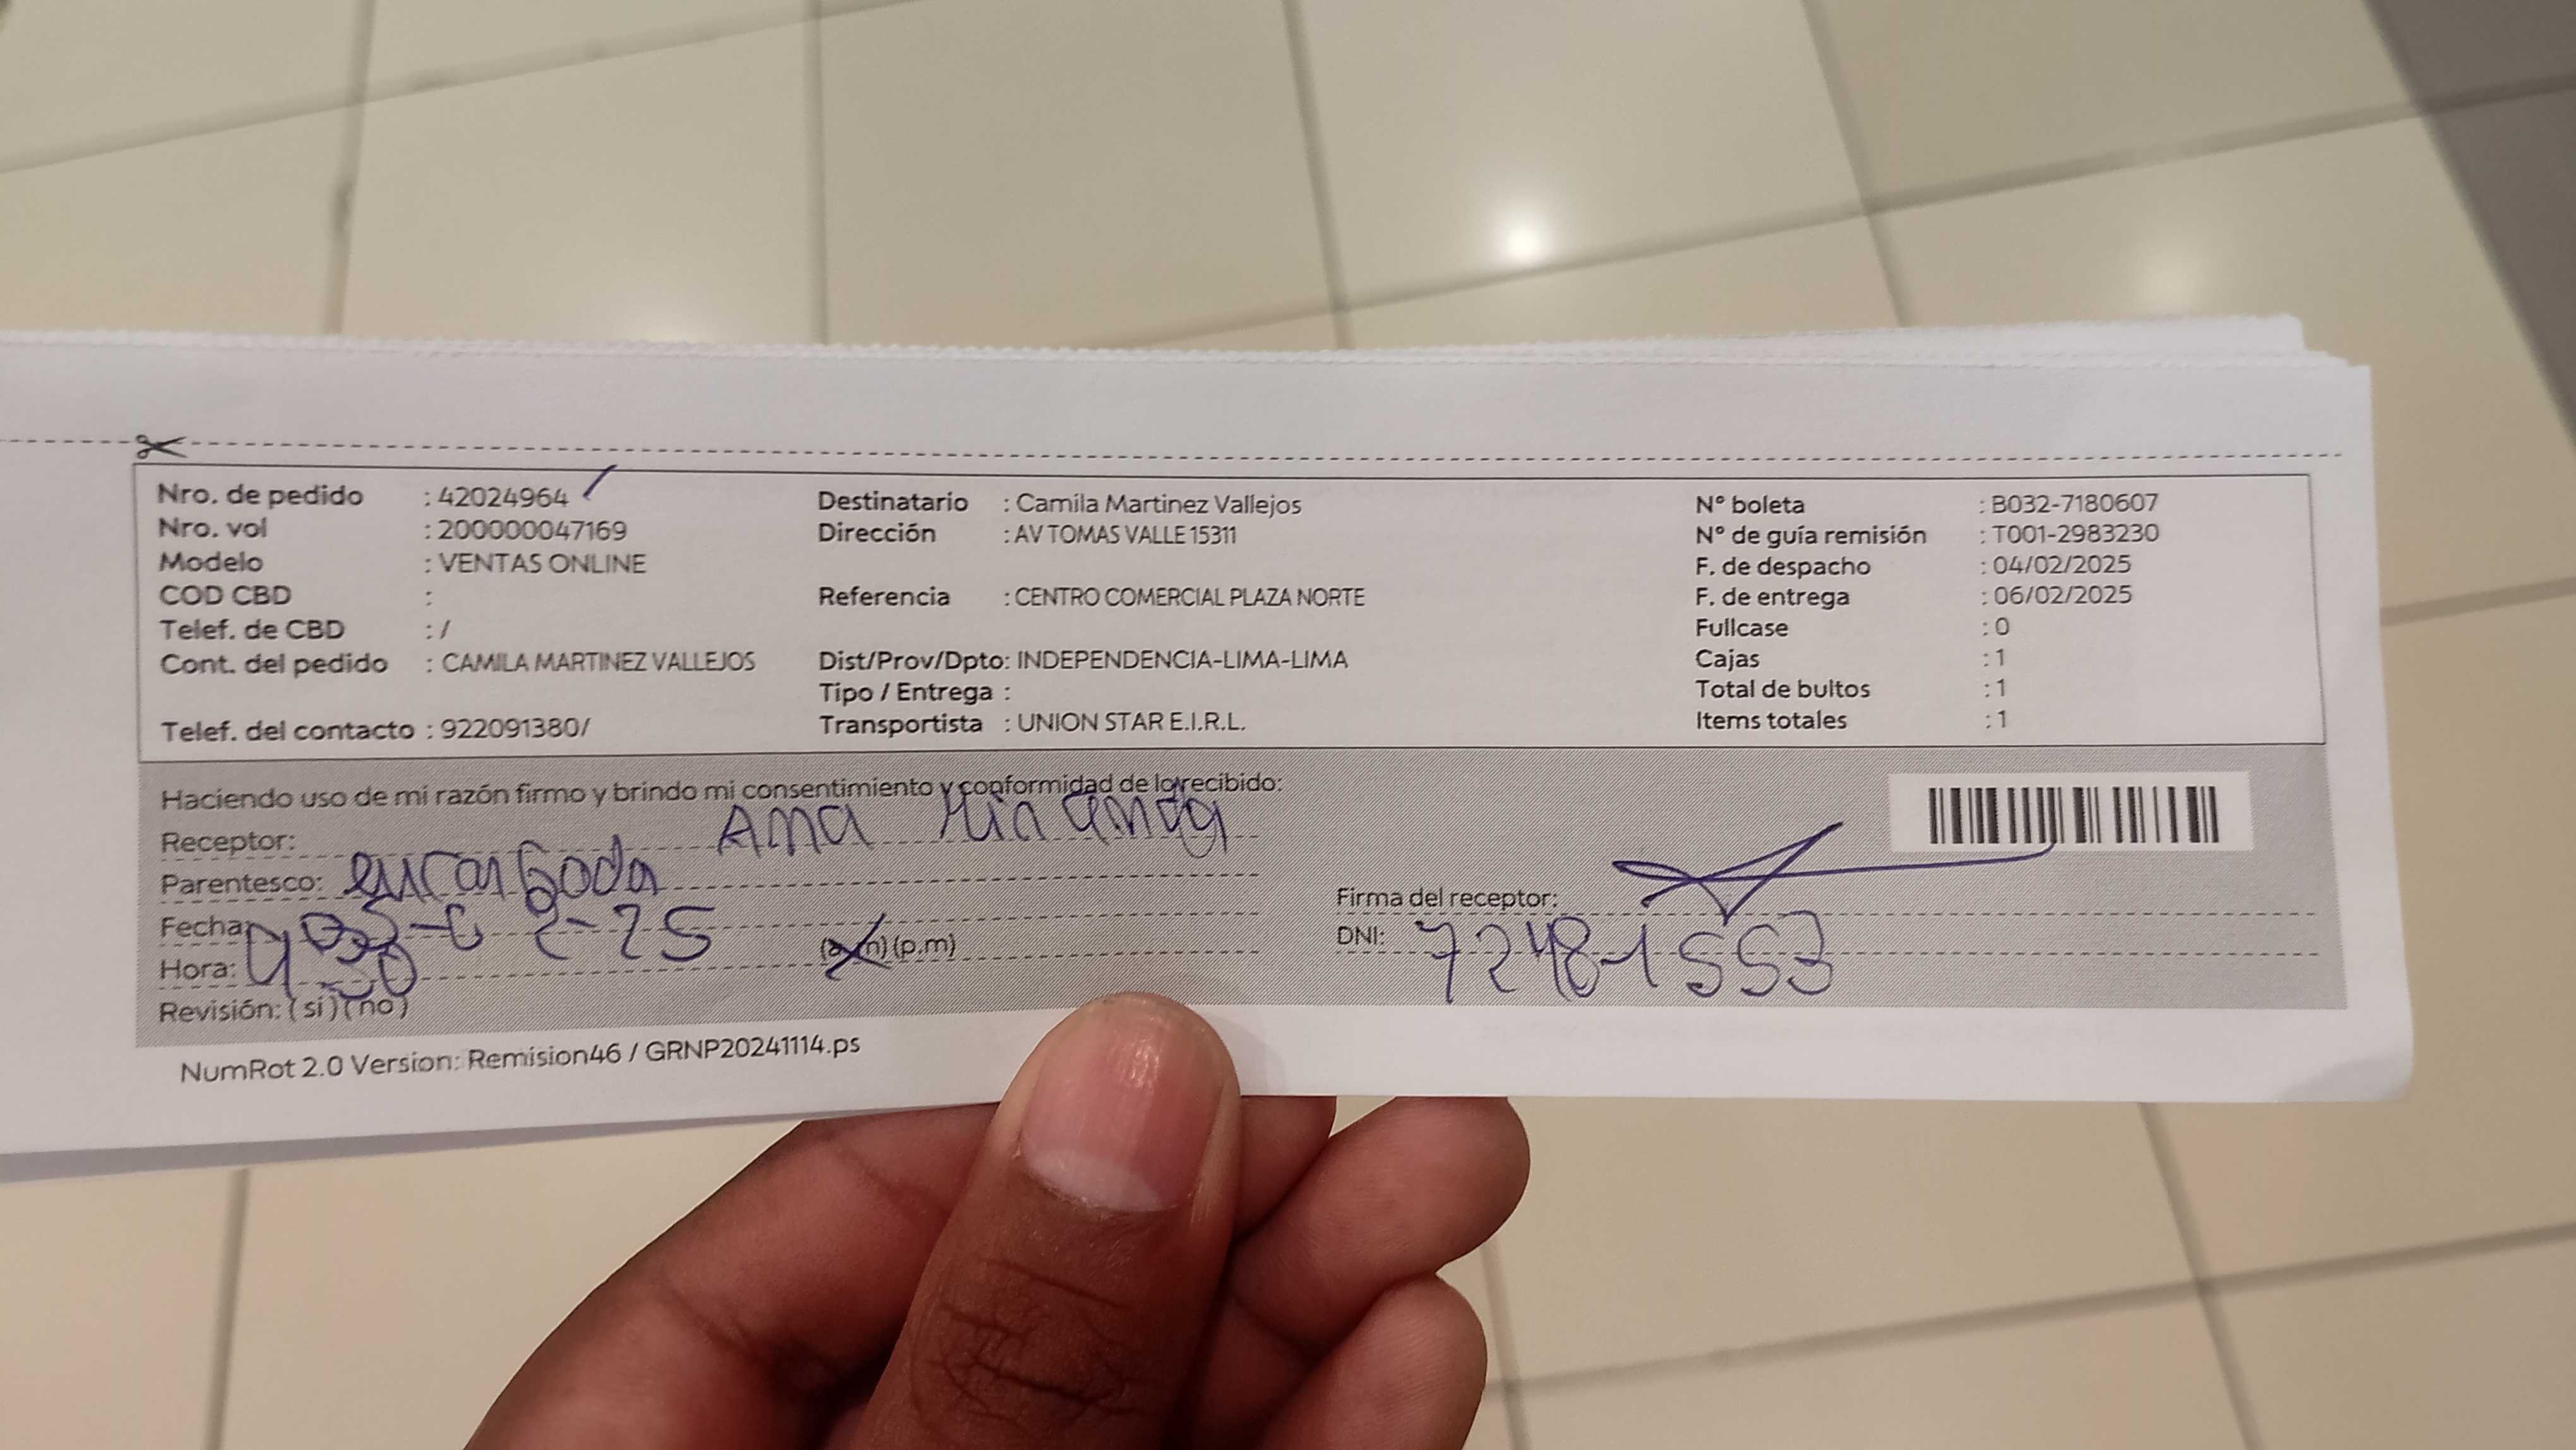 Nro. de pedido : 42024964
Nro. vol : 200000047169
Modelo : VENTAS ONLINE
COD CBD :
Telef. de CBD : /
Cont. del pedido : CAMILA MARTINEZ VALLEJOS
Telef. del contacto : 922091380/
Destinatario : Camila Martinez Vallejos
Dirección : AV TOMAS VALLE 15311
Referencia : CENTRO COMERCIAL PLAZA NORTE
Dist/Prov/Dpto: INDEPENDENCIA-LIMA-LIMA
Tipo / Entrega :
Transportista : UNION STAR E.I.R.L.
N° boleta : B032-7180607
N° de guía remisión : T001-2983230
F. de despacho : 04/02/2025
F. de entrega : 06/02/2025
Fullcase : 0
Cajas : 1
Total de bultos : 1
Items totales : 1
Haciendo uso de mi razón firmo y brindo mi consentimiento y conformidad de lo recibido:
Receptor: Ana
Parentesco: encargada
Fecha: 2-25
Hora: (a.m) (p.m)
Revisión: (si) (no)
Firma del receptor:
DNI: 72481553
NumRot 2.0 Version: Remision46 / GRNP20241114.ps